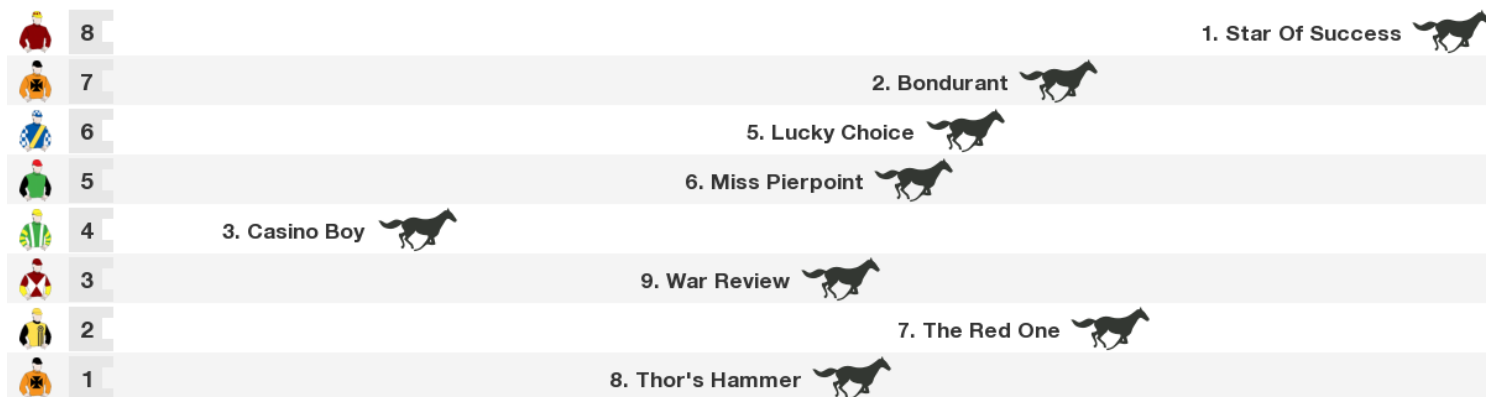 8 1. Star Of Success
7 2. Bondurant
6 5. Lucky Choice
5 6. Miss Pierpoint
4 3. Casino Boy
3 9. War Review
2 7. The Red One
1 8. Thor's Hammer